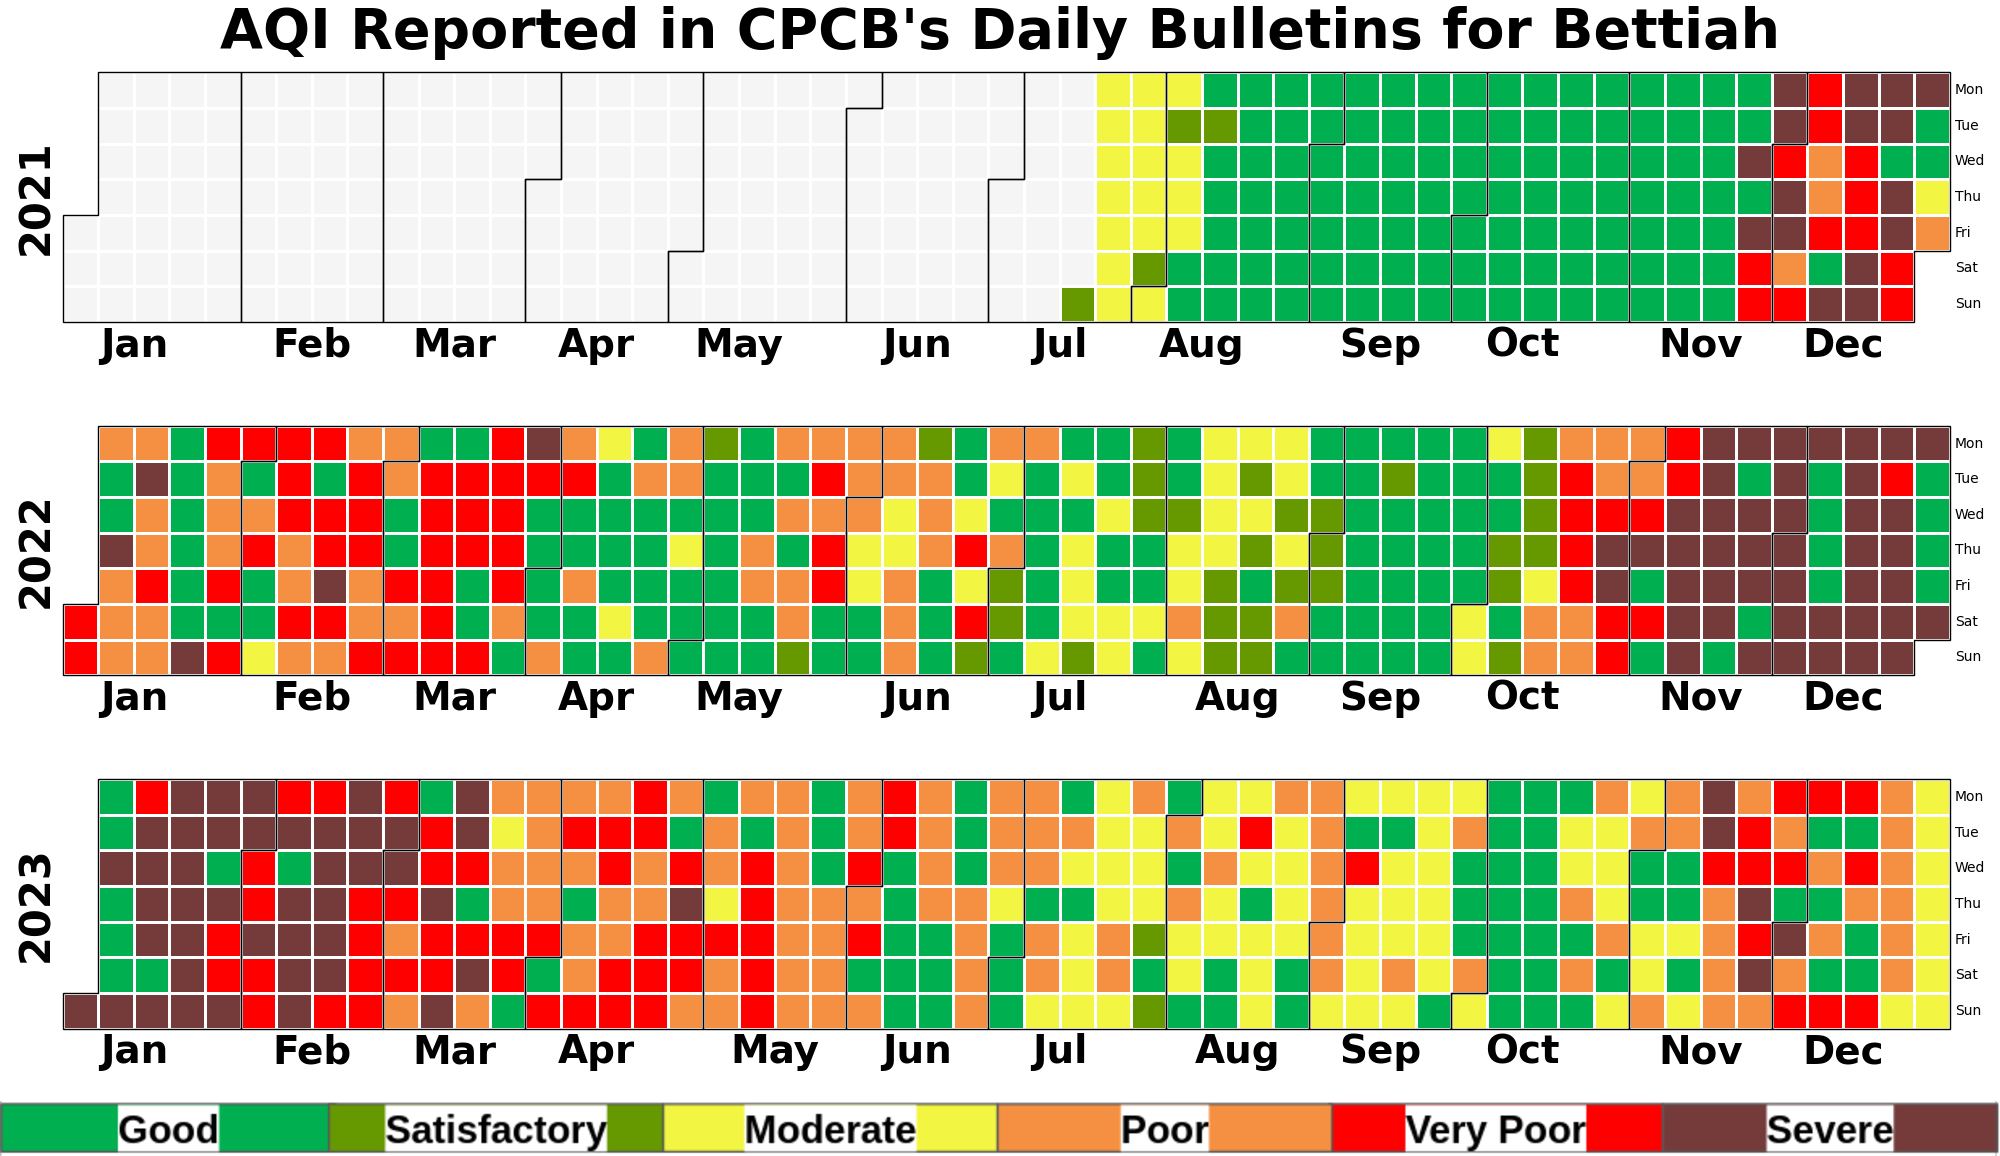 AQI Reported in CPCB's Daily Bulletins for Bettiah
2021
Mon
Tue
Wed
Thu
Fri
Sat
Sun
Jan Feb Mar Apr May Jun Jul Aug Sep Oct Nov Dec
2022
Mon
Tue
Wed
Thu
Fri
Sat
Sun
Jan Feb Mar Apr May Jun Jul Aug Sep Oct Nov Dec
2023
Mon
Tue
Wed
Thu
Fri
Sat
Sun
Jan Feb Mar Apr May Jun Jul Aug Sep Oct Nov Dec
Good Satisfactory Moderate Poor Very Poor Severe